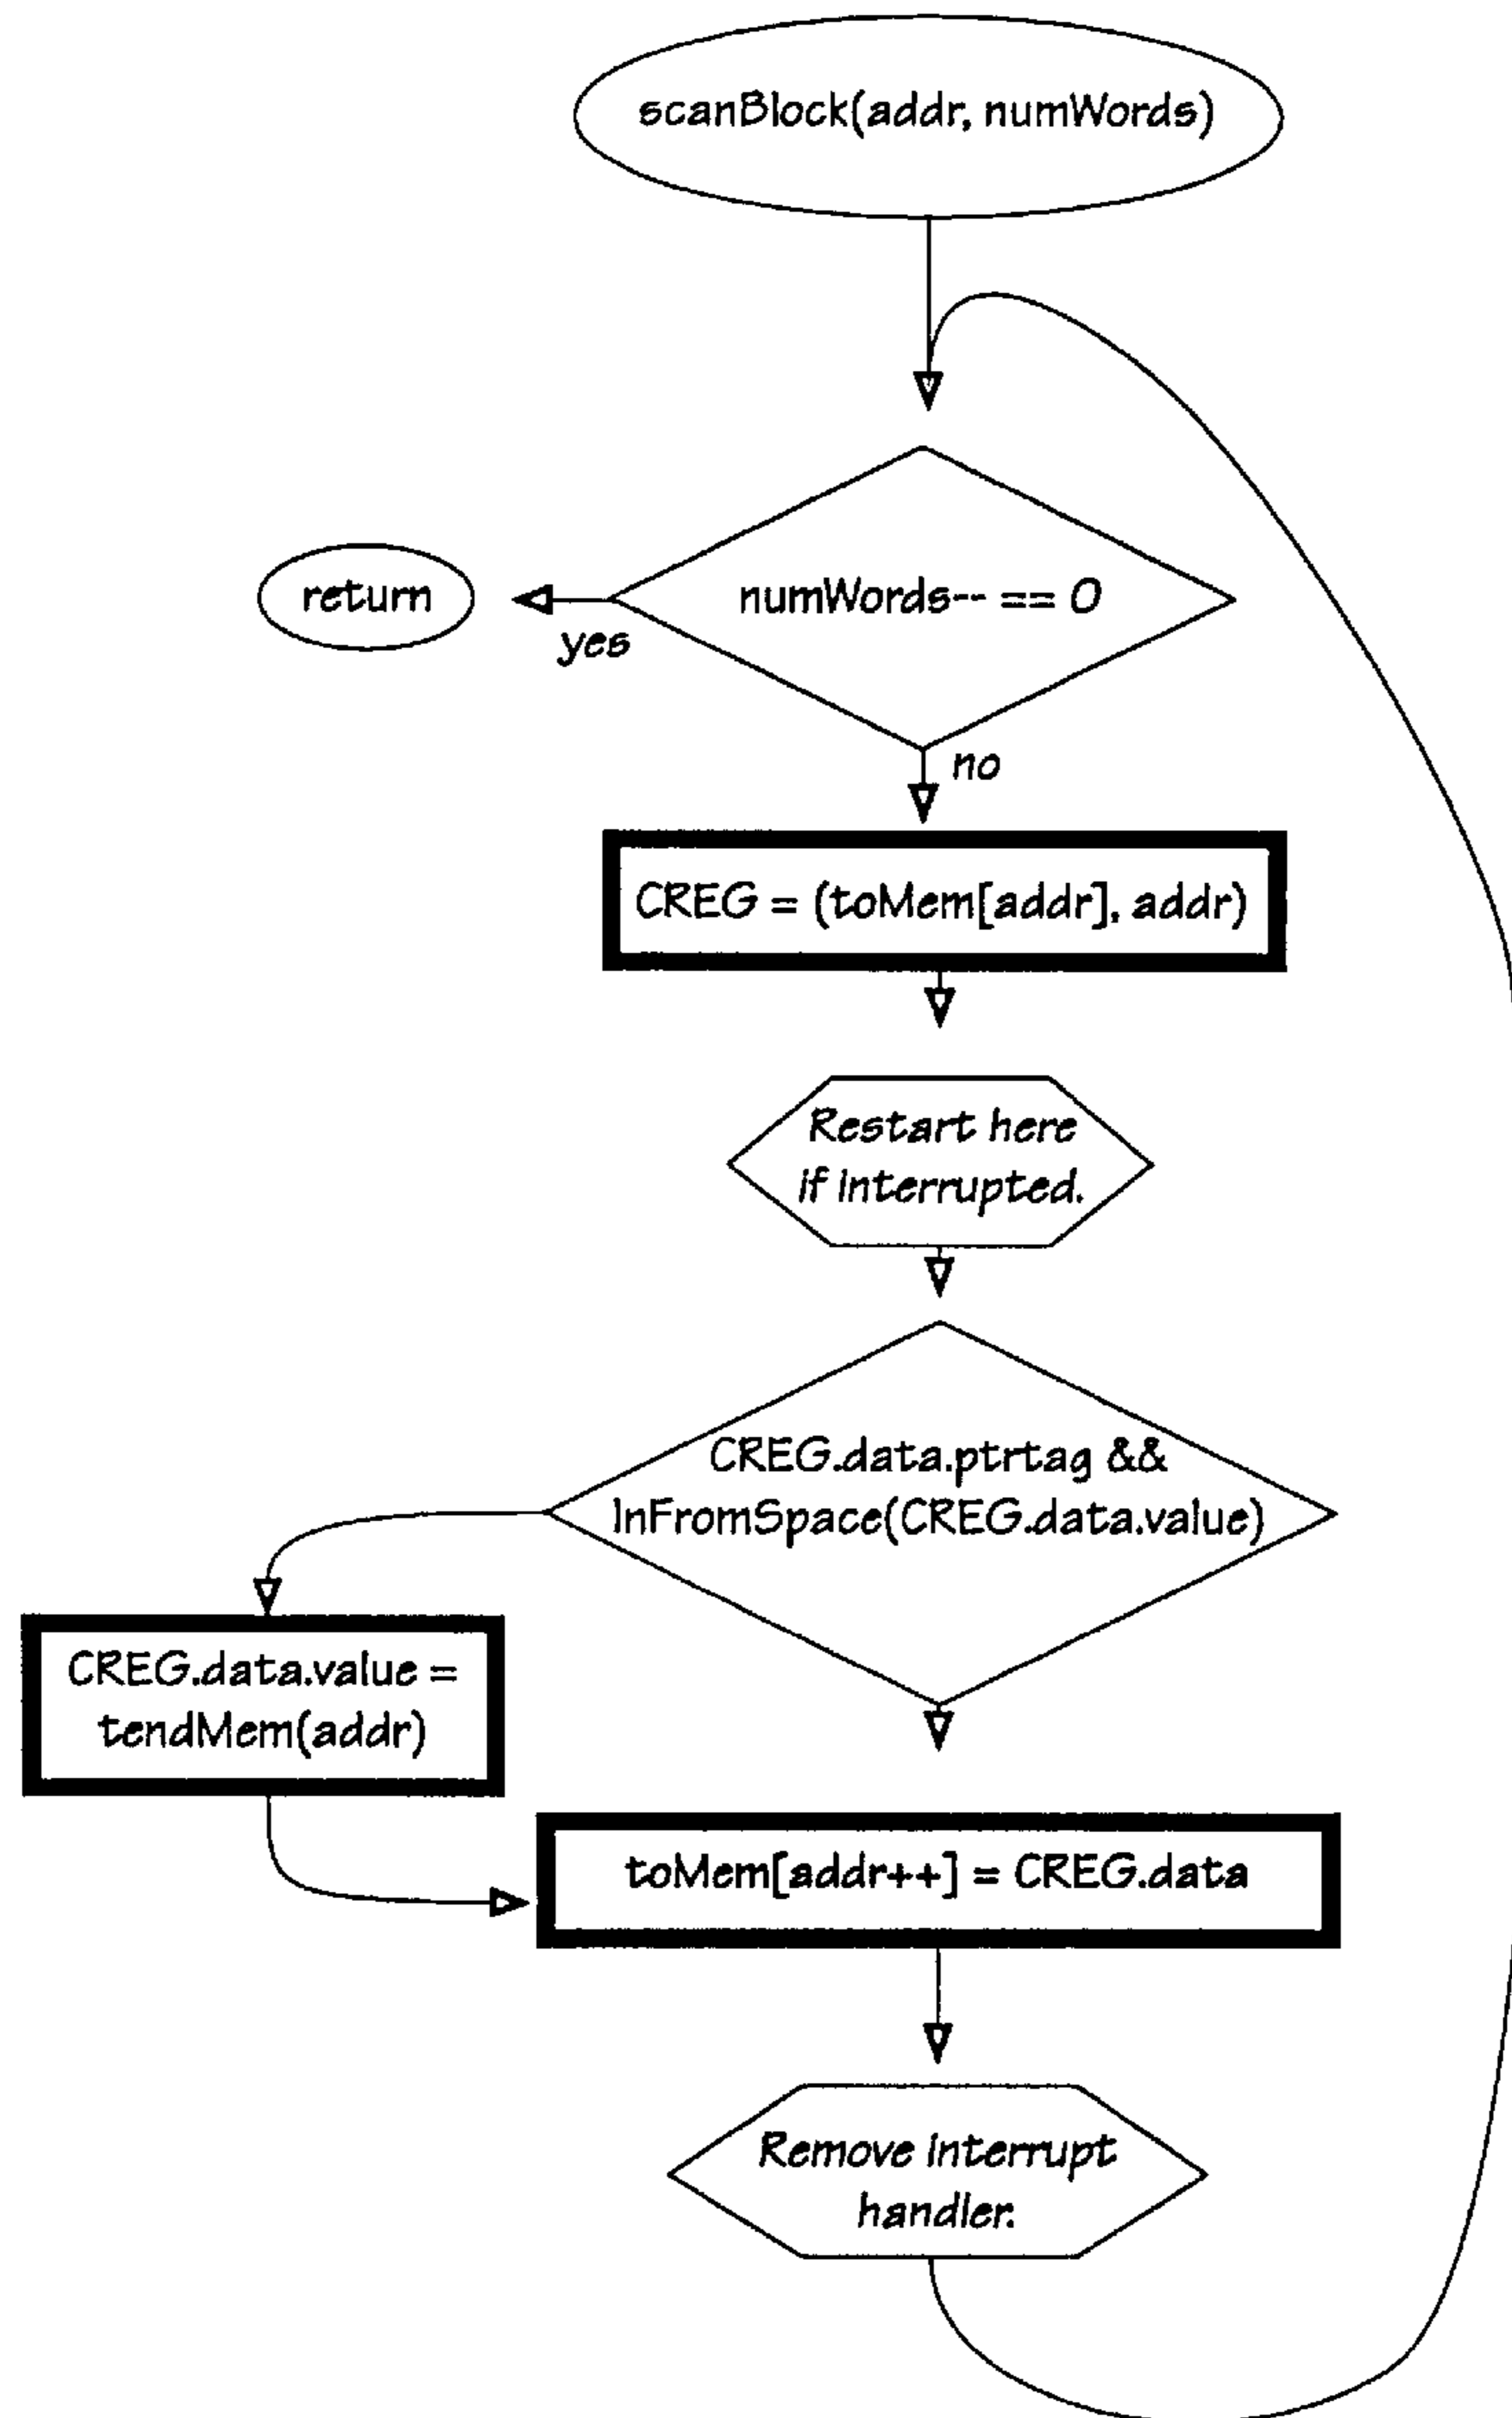 scanBlock(addr, numWords)
numWords-- == 0
return
yes
no
CREG = (toMem[addr], addr)
Restart here
if interrupted.
CREG.data.ptrtag &&
InFromSpace(CREG.data.value)
CREG.data.value =
tendMem(addr)
toMem[addr++] = CREG.data
Remove interrupt
handler.